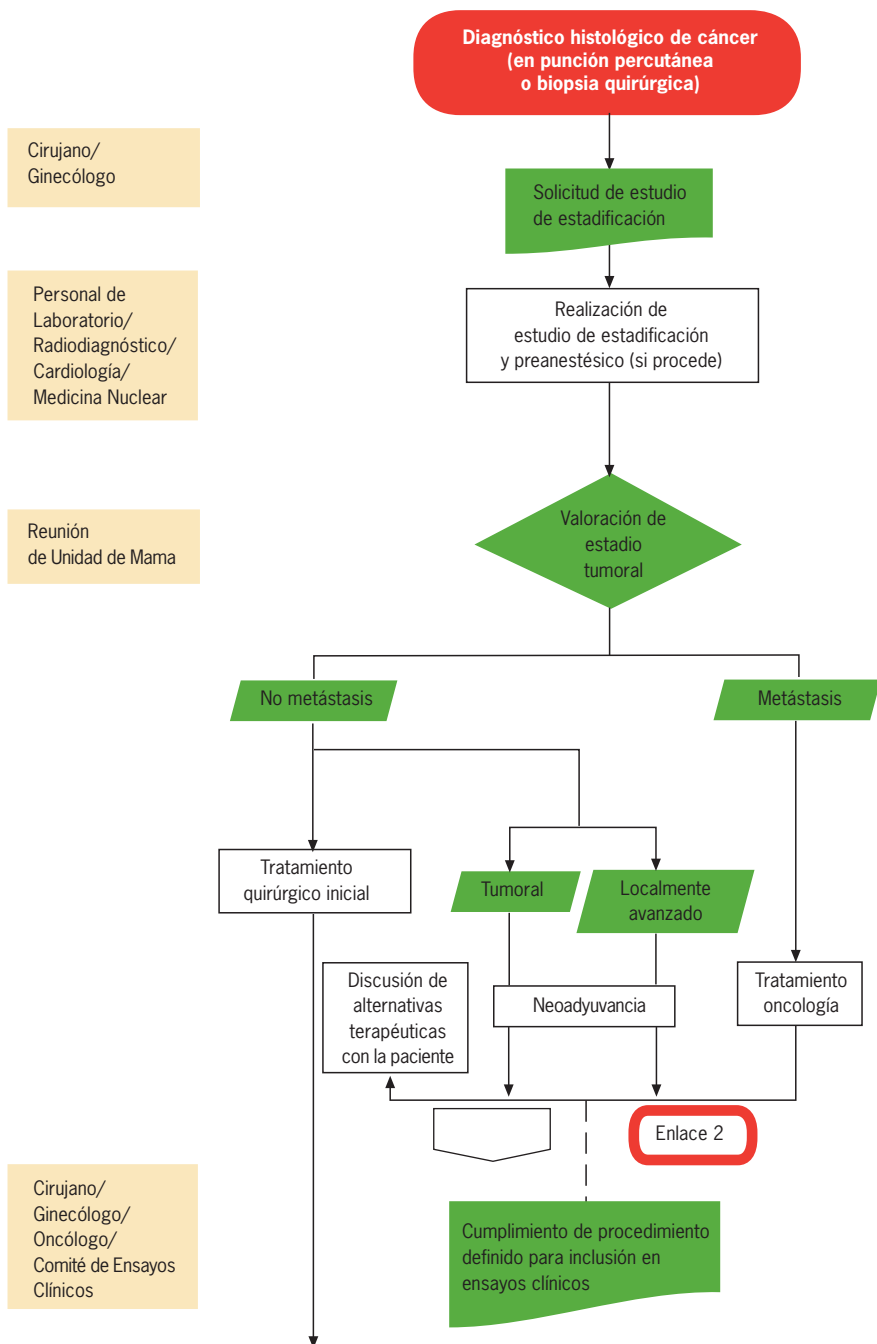 Diagnóstico histológico de cáncer
(en punción percutánea
o biopsia quirúrgica)
Cirujano/
Ginecólogo
Solicitud de estudio
de estadificación
Personal de
Laboratorio/
Radiodiagnóstico/
Cardiología/
Medicina Nuclear
Realización de
estudio de estadificación
y preanestésico (si procede)
Reunión
de Unidad de Mama
Valoración de
estadio
tumoral
No metástasis
Metástasis
Tratamiento
quirúrgico inicial
Tumoral
Localmente
avanzado
Discusión de
alternativas
terapéuticas
con la paciente
Neoadyuvancia
Tratamiento
oncología
Enlace 2
Cirujano/
Ginecólogo/
Oncólogo/
Comité de Ensayos
Clínicos
Cumplimiento de procedimiento
definido para inclusión en
ensayos clínicos